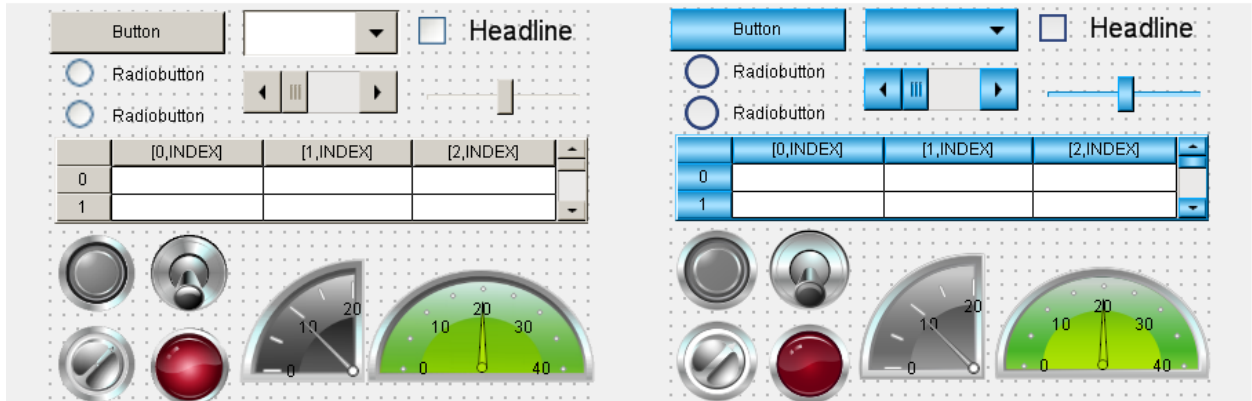 Button Headline
Radiobutton
Radiobutton
[0,INDEX] [1,INDEX] [2,INDEX]
0
1
0 10 20
0 10 20 30 40
Button Headline
Radiobutton
Radiobutton
[0,INDEX] [1,INDEX] [2,INDEX]
0
1
0 10 20
0 10 20 30 40